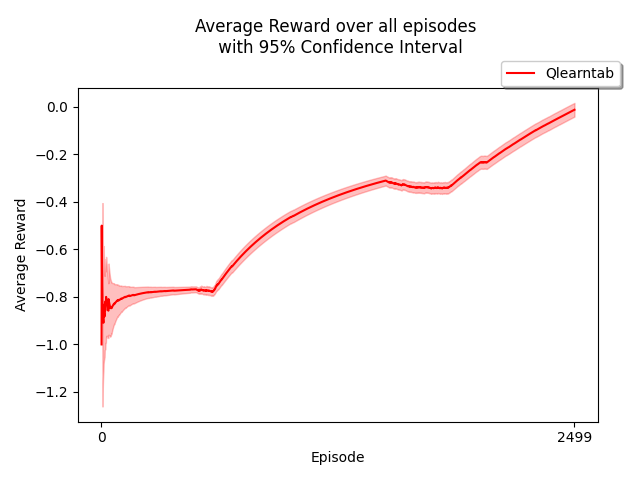 Average Reward over all episodes
with 95% Confidence Interval
Qlearntab
0.0
−0.2
−0.4
−0.6
−0.8
−1.0
−1.2
Average Reward
0
2499
Episode